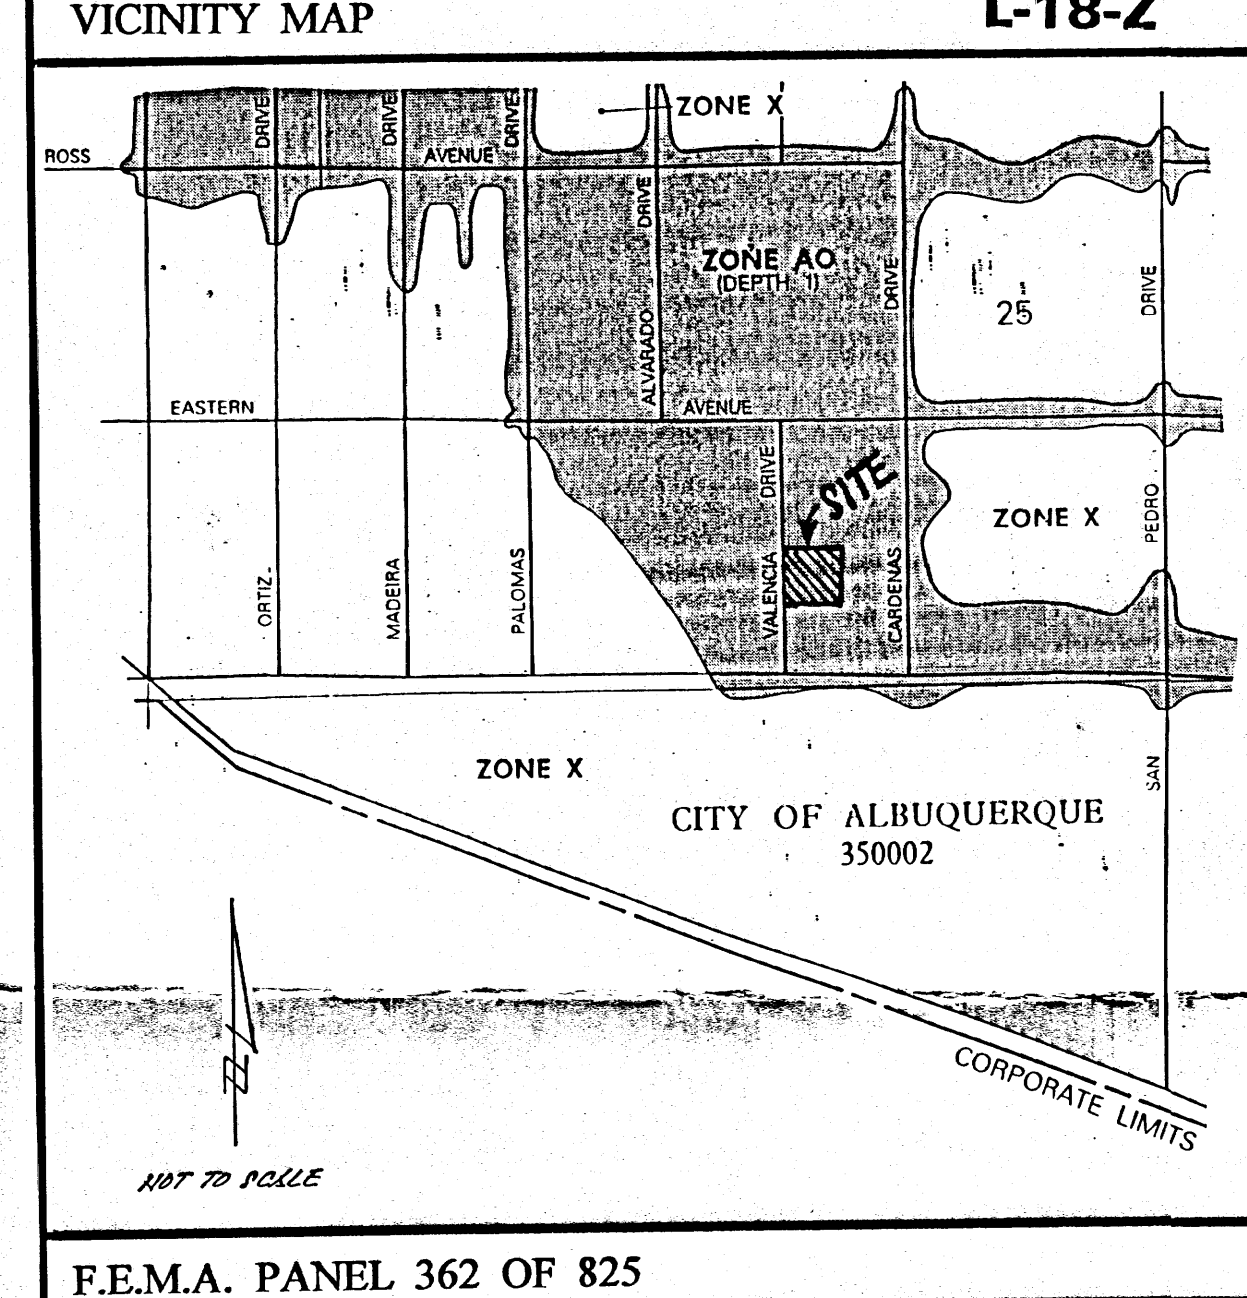 VICINITY MAP
L-18-Z
ZONE X
ROSS
AVENUE
DRIVE
DRIVE
DRIVE
DRIVE
ZONE AO
(DEPTH 1)
DRIVE
DRIVE
25
ALVARADO
EASTERN
AVENUE
DRIVE
SITE
ZONE X
PEDRO
ORTIZ
MADEIRA
PALOMAS
VALENCIA
CARDENAS
ZONE X
SAN
CITY OF ALBUQUERQUE
350002
N
CORPORATE LIMITS
NOT TO SCALE
F.E.M.A. PANEL 362 OF 825